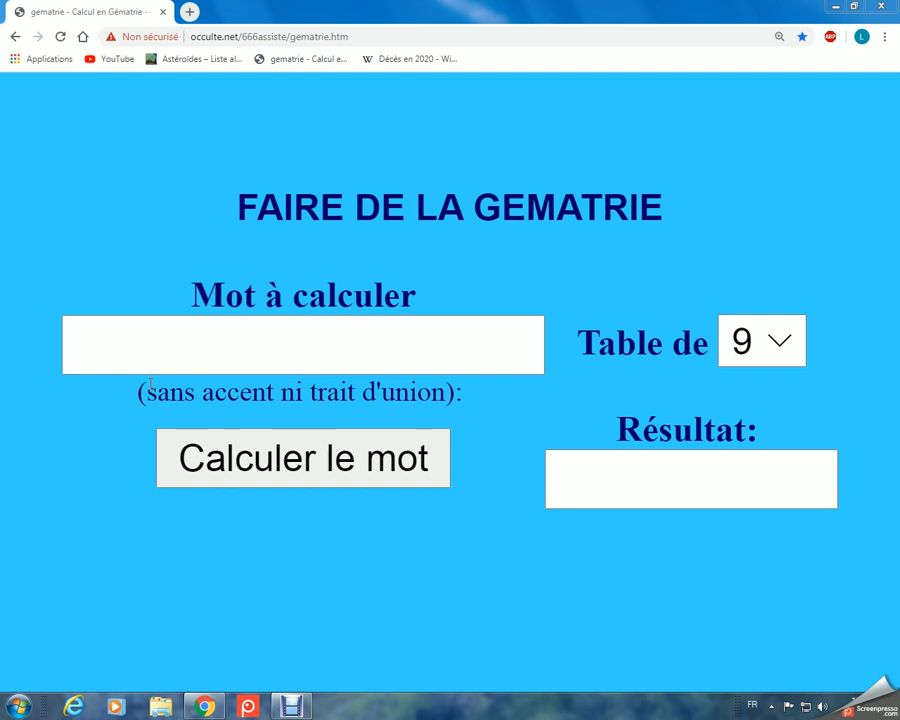 gematrie - Calcul en Gématrie --
Non sécurisé
occulte.net/666assiste/gematrie.htm
ABP
L
Applications
YouTube
Astéroïdes – Liste al...
gematrie - Calcul e...
W
Décès en 2020 - Wi...
FAIRE DE LA GEMATRIE
Mot à calculer
Table de
9
(sans accent ni trait d'union):
Résultat:
Calculer le mot
FR
Screenpresso
.com